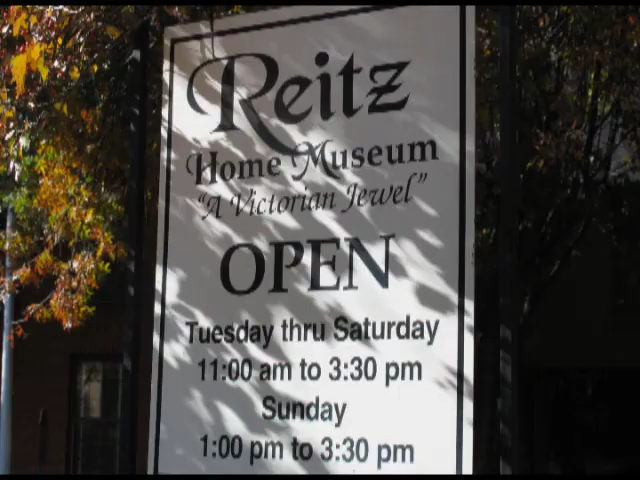 Reitz
Home Museum
"A Victorian Jewel"
OPEN
Tuesday thru Saturday
11:00 am to 3:30 pm
Sunday
1:00 pm to 3:30 pm